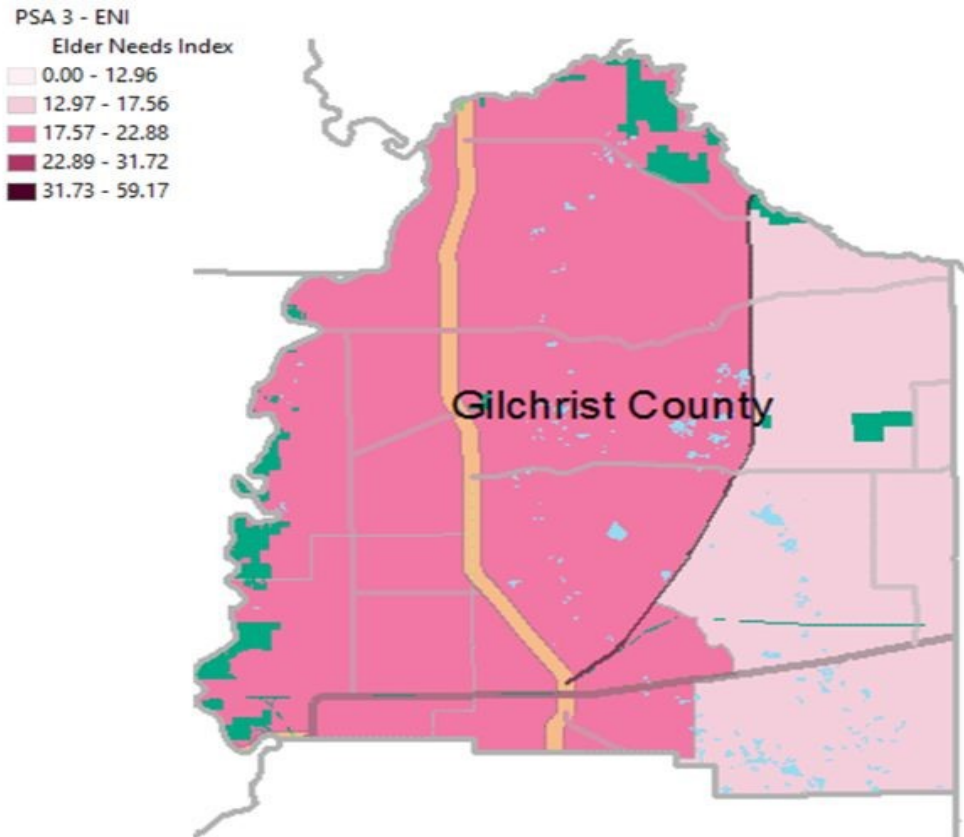 PSA 3 - ENI
Elder Needs Index
0.00 - 12.96
12.97 - 17.56
17.57 - 22.88
22.89 - 31.72
31.73 - 59.17
Gilchrist County